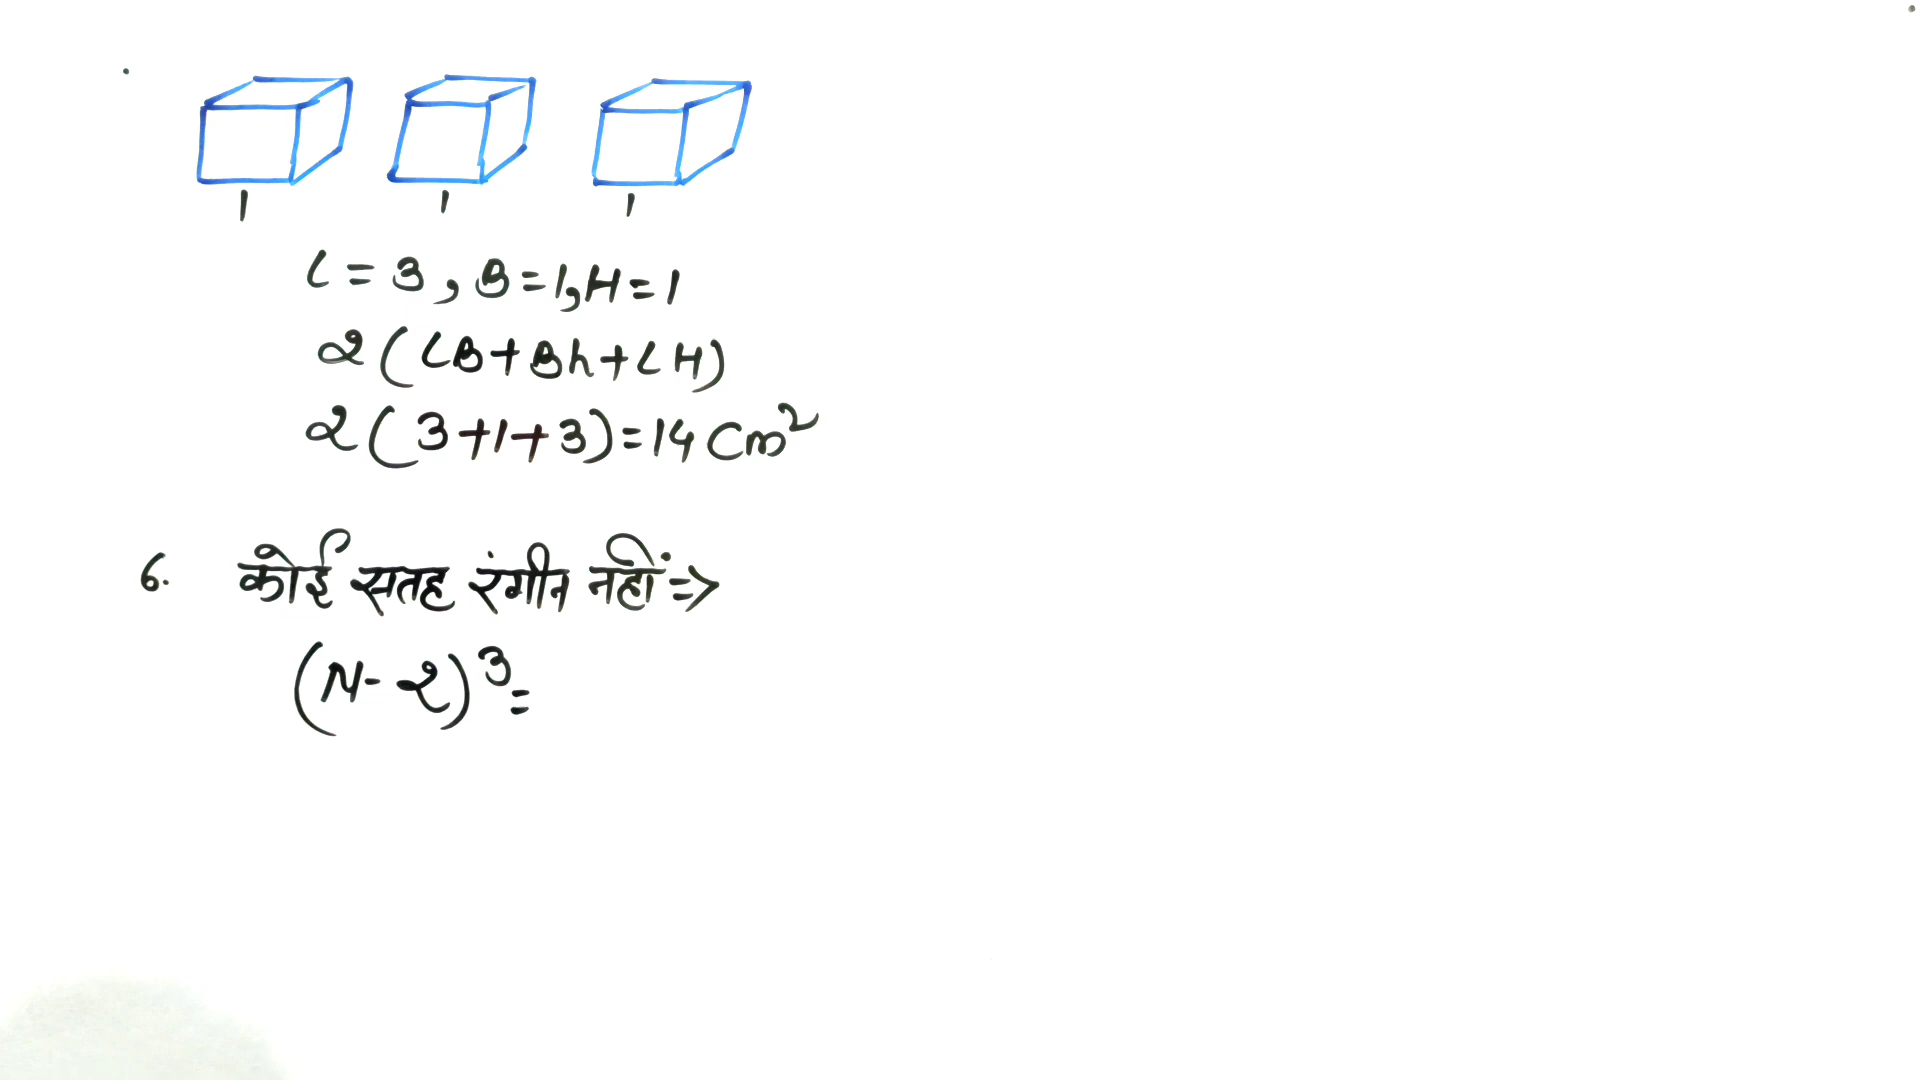 1 1 1
L = 3, B = 1, H = 1
2 ( LB + Bh + LH )
2 ( 3 + 1 + 3 ) = 14 Cm²
6. कोई सतह रंगीन नहीं =>
(N - 2)³ =